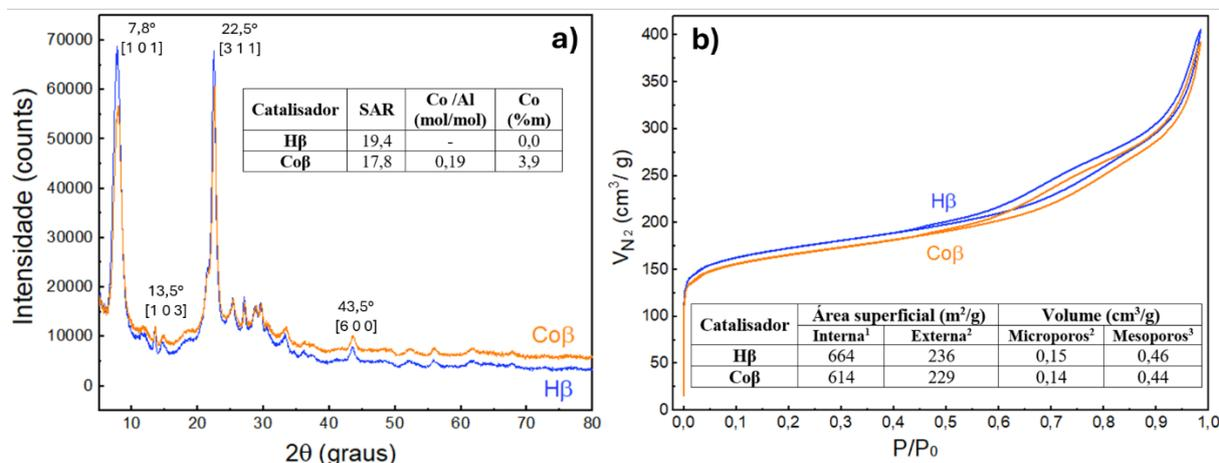 a)
7,8º
[1 0 1]
22,5º
[3 1 1]
Catalisador SAR Co /Al (mol/mol) Co (%m)
Hβ 19,4 - 0,0
Coβ 17,8 0,19 3,9
13,5º
[1 0 3]
43,5º
[6 0 0]
Coβ
Hβ
Intensidade (counts)
70000
60000
50000
40000
30000
20000
10000
0
10 20 30 40 50 60 70 80
2θ (graus)
b)
Hβ
Coβ
Catalisador Área superficial (m²/g) Volume (cm³/g)
Interna¹ Externa² Microporos² Mesoporos³
Hβ 664 236 0,15 0,46
Coβ 614 229 0,14 0,44
V N₂ (cm³/ g)
400
350
300
250
200
150
100
50
0
0,0 0,1 0,2 0,3 0,4 0,5 0,6 0,7 0,8 0,9 1,0
P/P₀